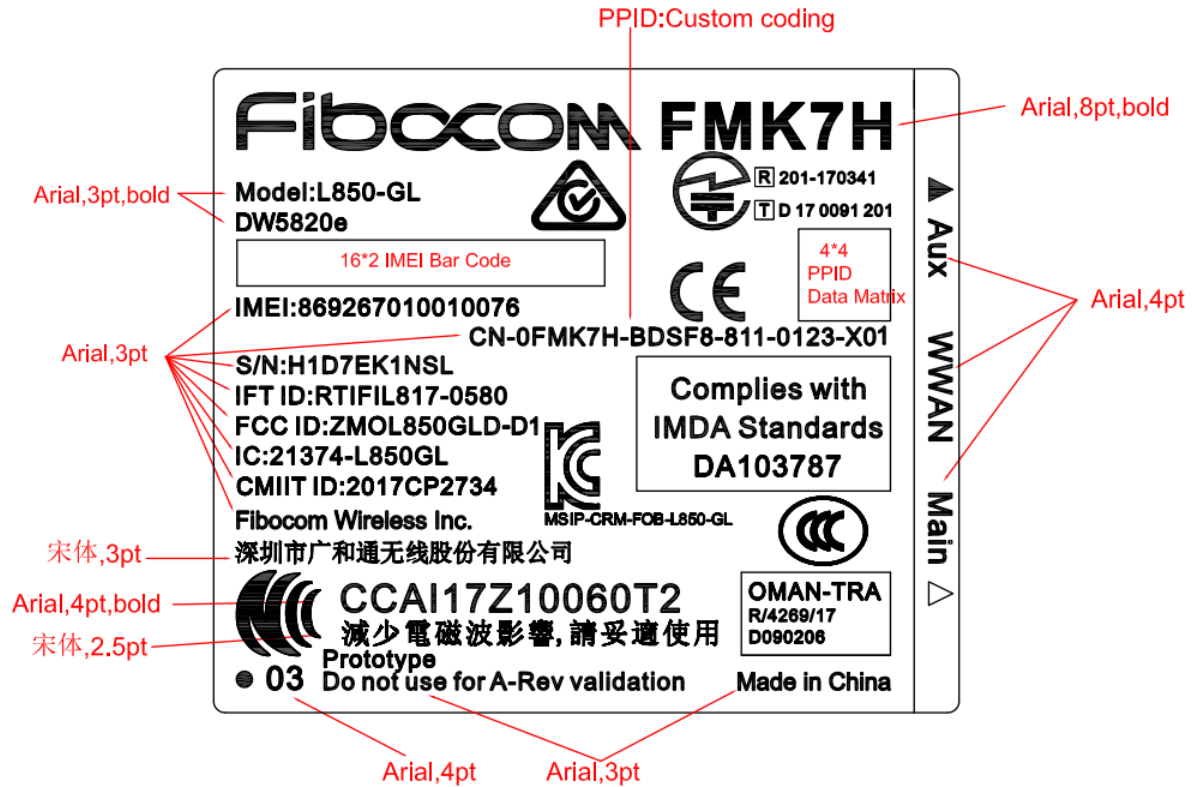 PPID:Custom coding
Fibocom FMK7H
Arial,8pt,bold
Arial,3pt,bold
Model:L850-GL
DW5820e
R 201-170341
T D 17 0091 201
16*2 IMEI Bar Code
CE
4*4
PPID
Data Matrix
Aux
WWAN
Main
Arial,4pt
IMEI:869267010010076
CN-0FMK7H-BDSF8-811-0123-X01
Arial,3pt
S/N:H1D7EK1NSL
IFT ID:RTIFIL817-0580
FCC ID:ZMOL850GLD-D1
IC:21374-L850GL
CMIIT ID:2017CP2734
Fibocom Wireless Inc.
Complies with
IMDA Standards
DA103787
MSIP-CRM-FOB-L850-GL
宋体,3pt
深圳市广和通无线股份有限公司
CCC
Arial,4pt,bold
CCAI17Z10060T2
宋体,2.5pt
減少電磁波影響,請妥適使用
OMAN-TRA
R/4269/17
D090206
Prototype
03 Do not use for A-Rev validation
Made in China
Arial,4pt
Arial,3pt